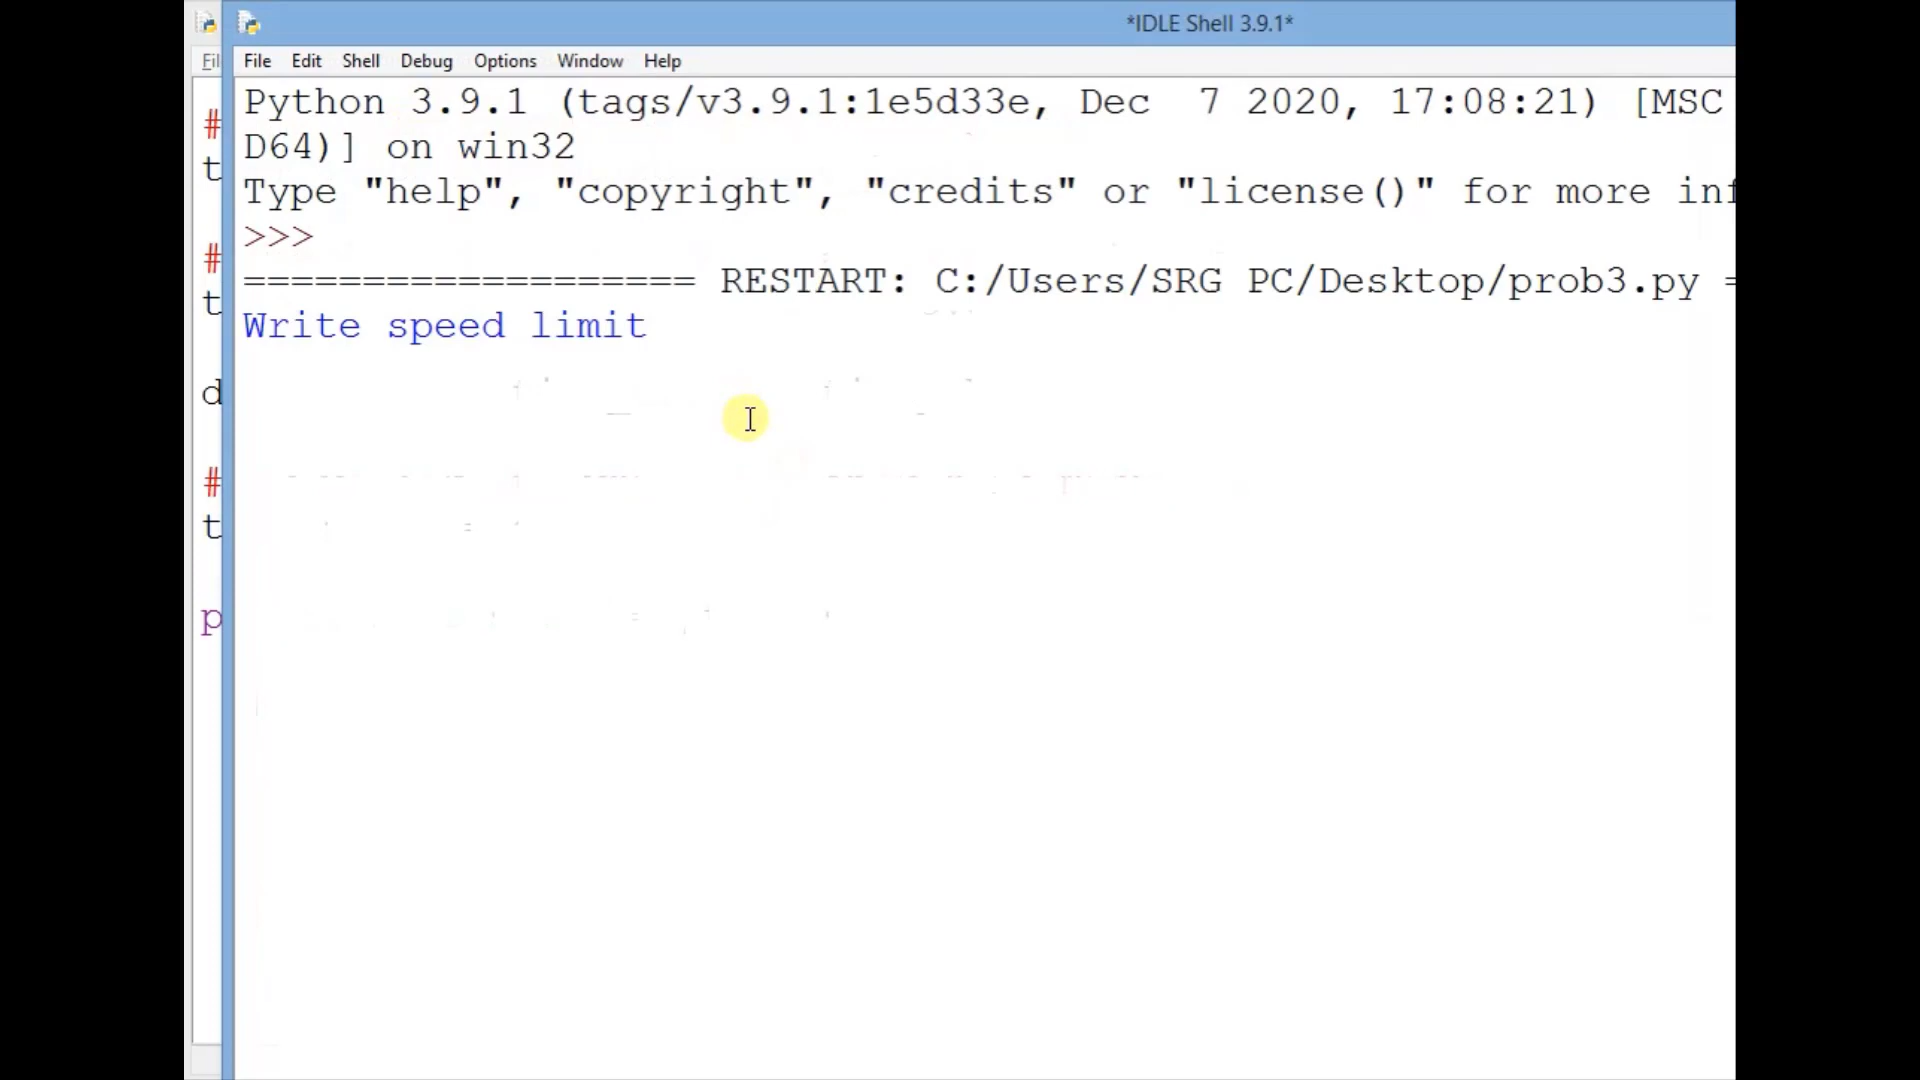 *IDLE Shell 3.9.1*
Fil
File Edit Shell Debug Options Window Help
Python 3.9.1 (tags/v3.9.1:1e5d33e, Dec  7 2020, 17:08:21) [MSC
D64)] on win32
Type "help", "copyright", "credits" or "license()" for more inf
>>>
=================== RESTART: C:/Users/SRG PC/Desktop/prob3.py =
Write speed limit
#
t
#
t
d
#
t
p